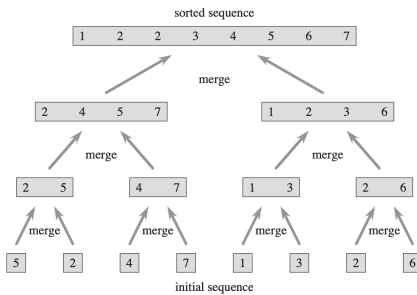 sorted sequence
1 2 2 3 4 5 6 7
merge
2 4 5 7 1 2 3 6
merge merge
2 5 4 7 1 3 2 6
merge merge merge merge
5 2 4 7 1 3 2 6
initial sequence